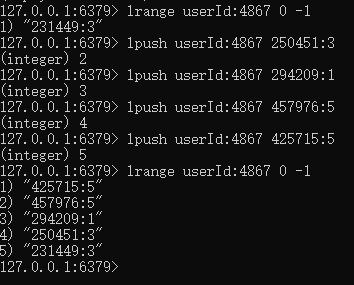 127.0.0.1:6379> lrange userId:4867 0 -1
1) "231449:3"
127.0.0.1:6379> lpush userId:4867 250451:3
(integer) 2
127.0.0.1:6379> lpush userId:4867 294209:1
(integer) 3
127.0.0.1:6379> lpush userId:4867 457976:5
(integer) 4
127.0.0.1:6379> lpush userId:4867 425715:5
(integer) 5
127.0.0.1:6379> lrange userId:4867 0 -1
1) "425715:5"
2) "457976:5"
3) "294209:1"
4) "250451:3"
5) "231449:3"
127.0.0.1:6379>